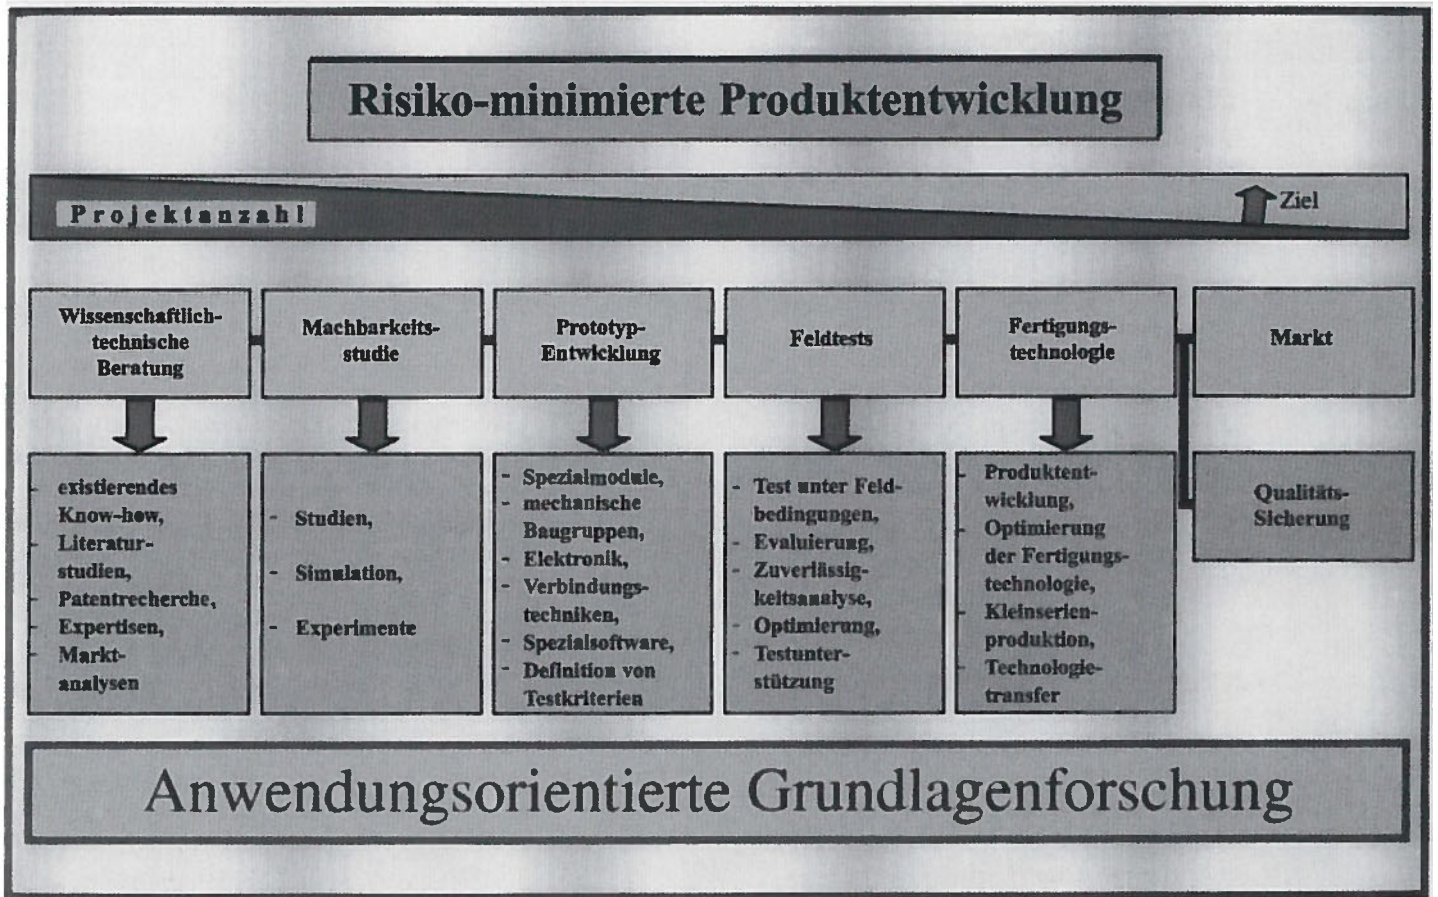 Risiko-minimierte Produktentwicklung
Projektanzahl
Ziel
Wissenschaftlich-
technische
Beratung
Machbarkeits-
studie
Prototyp-
Entwicklung
Feldtests
Fertigungs-
technologie
Markt
- existierendes
Know-how,
- Literatur-
studien,
- Patentrecherche,
- Expertisen,
- Markt-
analysen
- Studien,
- Simulation,
- Experimente
- Spezialmodule,
- mechanische
Baugruppen,
- Elektronik,
- Verbindungs-
techniken,
- Spezialsoftware,
- Definition von
Testkriterien
- Test unter Feld-
bedingungen,
- Evaluierung,
- Zuverlässig-
keitsanalyse,
- Optimierung,
- Testunter-
stützung
- Produktent-
wicklung,
- Optimierung
der Fertigungs-
technologie,
- Kleinserien-
produktion,
- Technologie-
transfer
Qualitäts-
Sicherung
Anwendungsorientierte Grundlagenforschung